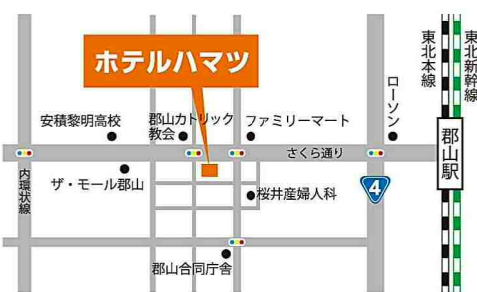 ホテルハマツ
東北本線
東北新幹線
ローソン
安積黎明高校
郡山カトリック
教会
ファミリーマート
さくら通り
郡山駅
内環状線
ザ・モール郡山
桜井産婦人科
4
郡山合同庁舎